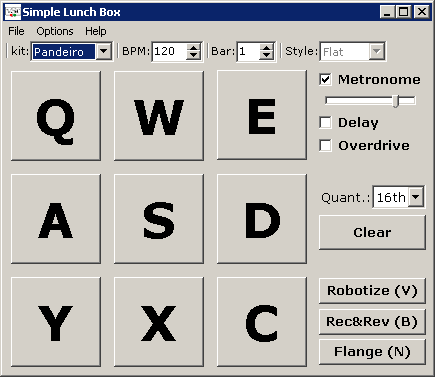 Simple Lunch Box
File Options Help
kit: Pandeiro BPM: 120 Bar: 1 Style: Flat
Q W E
Metronome
Delay
Overdrive
A S D
Quant.: 16th
Clear
Y X C
Robotize (V)
Rec&Rev (B)
Flange (N)